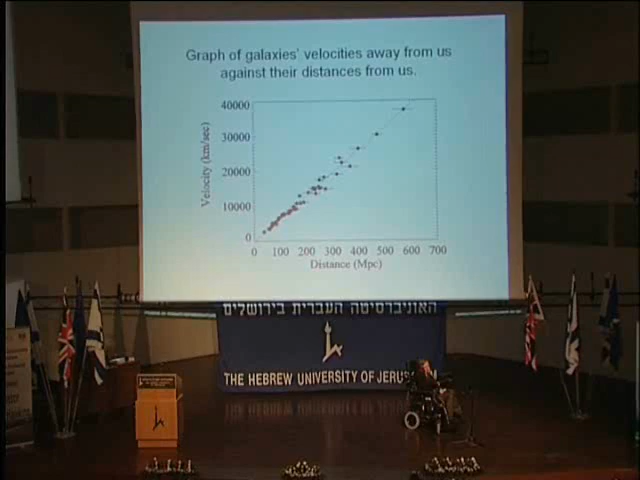 Graph of galaxies' velocities away from us
against their distances from us.
40000
30000
20000
10000
0
Velocity (km/sec)
0 100 200 300 400 500 600 700
Distance (Mpc)
האוניברסיטה העברית בירושלים
THE HEBREW UNIVERSITY OF JERU